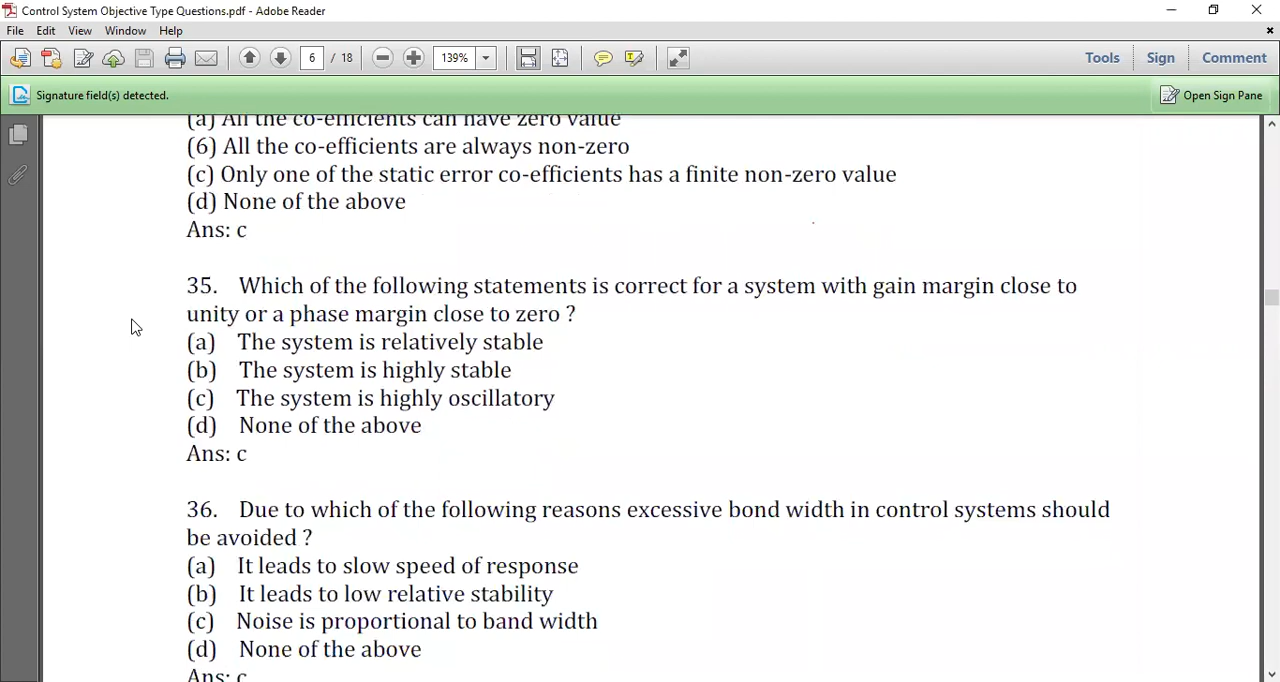 Control System Objective Type Questions.pdf - Adobe Reader
File Edit View Window Help
6 / 18 139% Tools Sign Comment
Signature field(s) detected. Open Sign Pane
(a) All the co-efficients can have zero value
(6) All the co-efficients are always non-zero
(c) Only one of the static error co-efficients has a finite non-zero value
(d) None of the above
Ans: c
35. Which of the following statements is correct for a system with gain margin close to
unity or a phase margin close to zero ?
(a) The system is relatively stable
(b) The system is highly stable
(c) The system is highly oscillatory
(d) None of the above
Ans: c
36. Due to which of the following reasons excessive bond width in control systems should
be avoided ?
(a) It leads to slow speed of response
(b) It leads to low relative stability
(c) Noise is proportional to band width
(d) None of the above
Ans: c